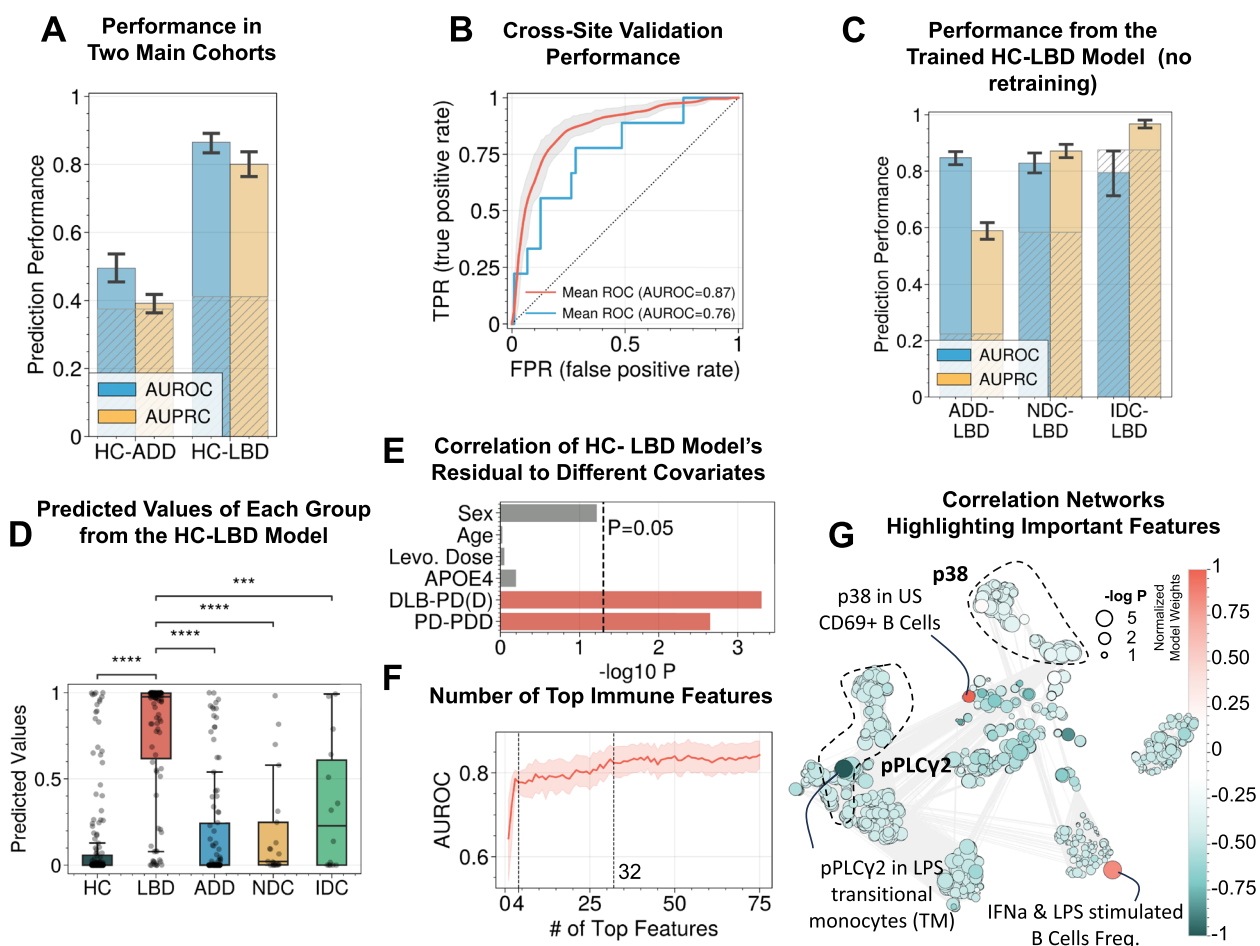 A
Performance in
Two Main Cohorts
1
0.8
0.6
0.4
0.2
0
Prediction Performance
AUROC
AUPRC
HC-ADD
HC-LBD
B
Cross-Site Validation
Performance
1
0.75
0.5
0.25
0
TPR (true positive rate)
Mean ROC (AUROC=0.87)
Mean ROC (AUROC=0.76)
0
0.5
1
FPR (false positive rate)
C
Performance from the
Trained HC-LBD Model (no
retraining)
1
0.8
0.6
0.4
0.2
0
Prediction Performance
AUROC
AUPRC
ADD-
LBD
NDC-
LBD
IDC-
LBD
D
Predicted Values of Each Group
from the HC-LBD Model
***
****
****
****
1
0.5
0
Predicted Values
HC
LBD
ADD
NDC
IDC
E
Correlation of HC- LBD Model’s
Residual to Different Covariates
Sex
Age
Levo. Dose
APOE4
DLB-PD(D)
PD-PDD
P=0.05
0
1
2
3
-log10 P
F
Number of Top Immune Features
0.8
0.6
AUROC
32
0
4
25
50
75
# of Top Features
G
Correlation Networks
Highlighting Important Features
p38
p38 in US
CD69+ B Cells
-log P
5
2
1
Normalized
Model Weights
1
0.75
0.50
0.25
0
-0.25
-0.50
-0.75
-1
pPLCγ2
pPLCγ2 in LPS
transitional
monocytes (TM)
IFNa & LPS stimulated
B Cells Freq.